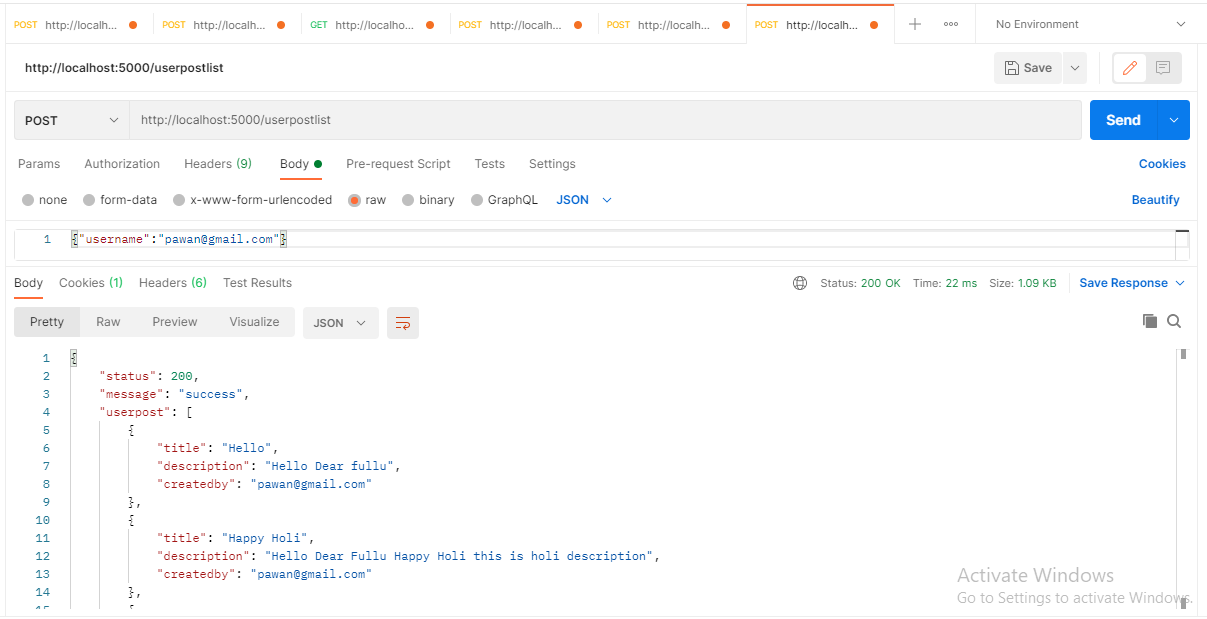 POST http://localh... POST http://localh... GET http://localho... POST http://localh... POST http://localh... POST http://localh... No Environment
http://localhost:5000/userpostlist Save
POST http://localhost:5000/userpostlist Send
Params Authorization Headers (9) Body Pre-request Script Tests Settings Cookies
none form-data x-www-form-urlencoded raw binary GraphQL JSON Beautify
1 {"username":"pawan@gmail.com"}
Body Cookies (1) Headers (6) Test Results Status: 200 OK Time: 22 ms Size: 1.09 KB Save Response
Pretty Raw Preview Visualize JSON
1 {
2 "status": 200,
3 "message": "success",
4 "userpost": [
5 {
6 "title": "Hello",
7 "description": "Hello Dear fullu",
8 "createdby": "pawan@gmail.com"
9 },
10 {
11 "title": "Happy Holi",
12 "description": "Hello Dear Fullu Happy Holi this is holi description",
13 "createdby": "pawan@gmail.com"
14 },
Activate Windows
Go to Settings to activate Windows.